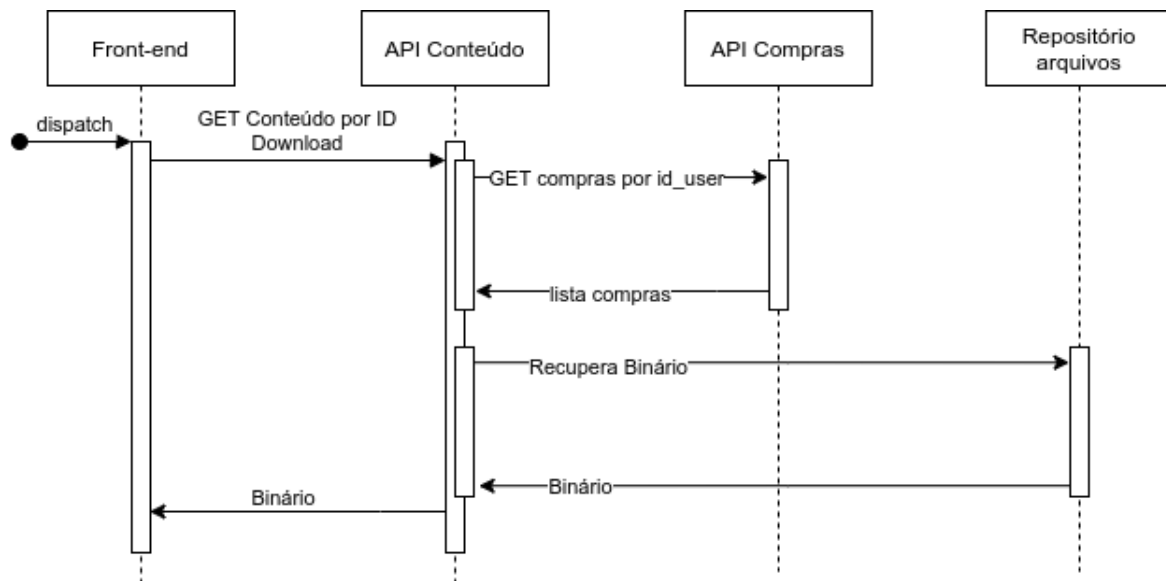 Front-end
API Conteúdo
API Compras
Repositório
arquivos
dispatch
GET Conteúdo por ID
Download
GET compras por id_user
lista compras
Recupera Binário
Binário
Binário